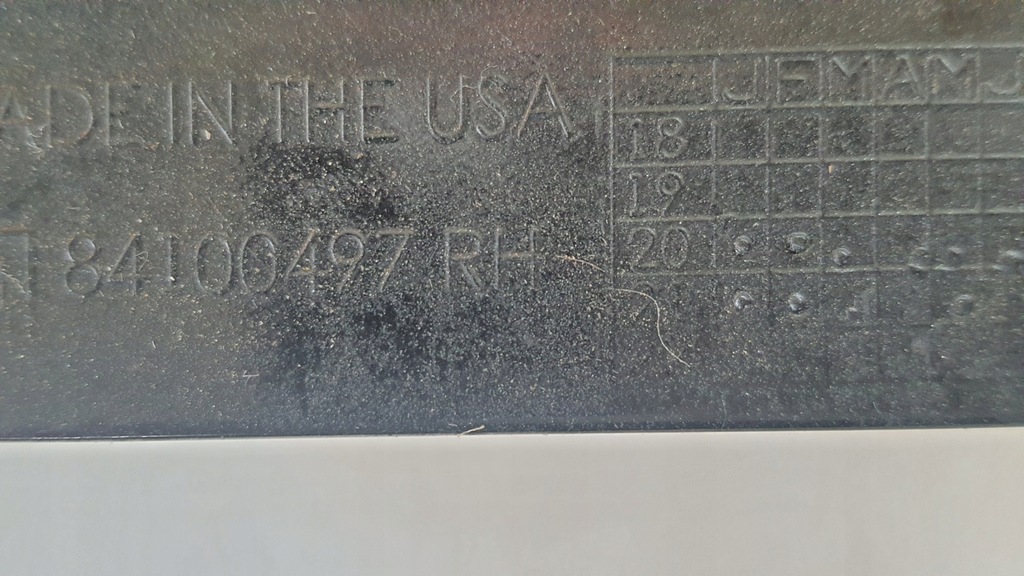 ADE IN THE USA
84100497 RH
J F M A M J
18
19
20